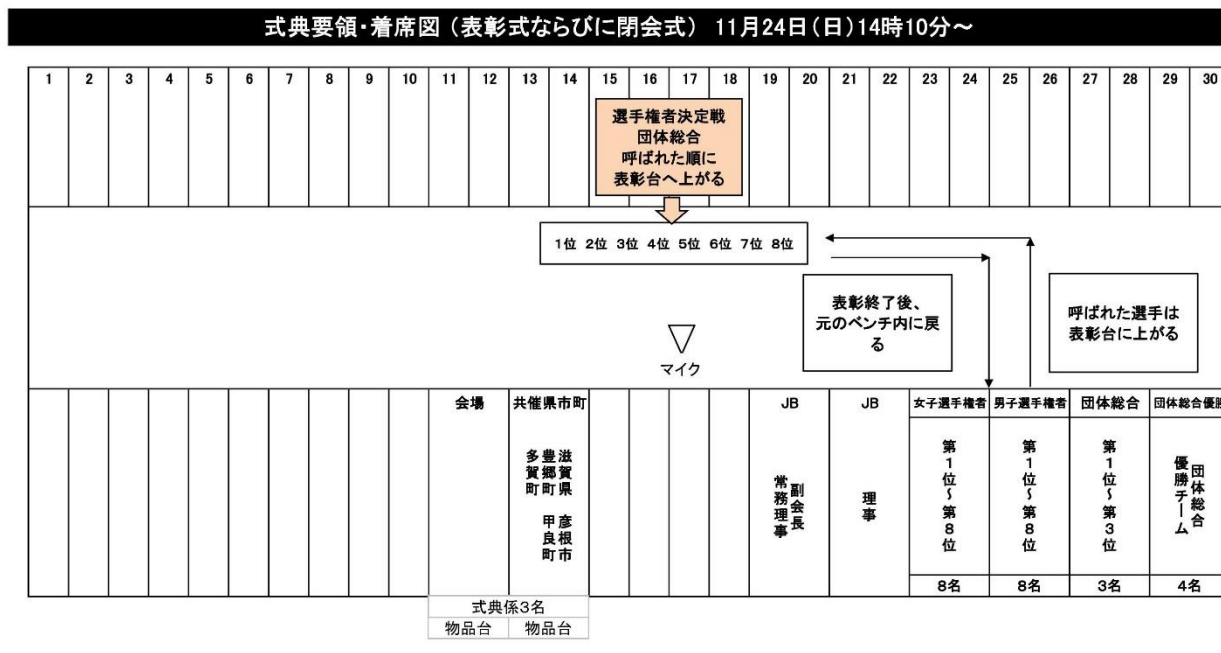 式典要領・着席図（表彰式ならびに閉会式） 11月24日（日）14時10分～
1 2 3 4 5 6 7 8 9 10 11 12 13 14 15 16 17 18 19 20 21 22 23 24 25 26 27 28 29 30
選手権者決定戦
団体総合
呼ばれた順に
表彰台へ上がる
1位 2位 3位 4位 5位 6位 7位 8位
表彰終了後、
元のベンチ内に戻
る
呼ばれた選手は
表彰台に上がる
マイク
会場
共催県市町
滋賀県 彦根市
豊郷町 甲良町
多賀町
JB
副会長
常務理事
JB
理事
女子選手権者
第1位～第8位
8名
男子選手権者
第1位～第8位
8名
団体総合
第1位～第3位
3名
団体総合優勝
団体総合
優勝チーム
4名
式典係3名
物品台
物品台